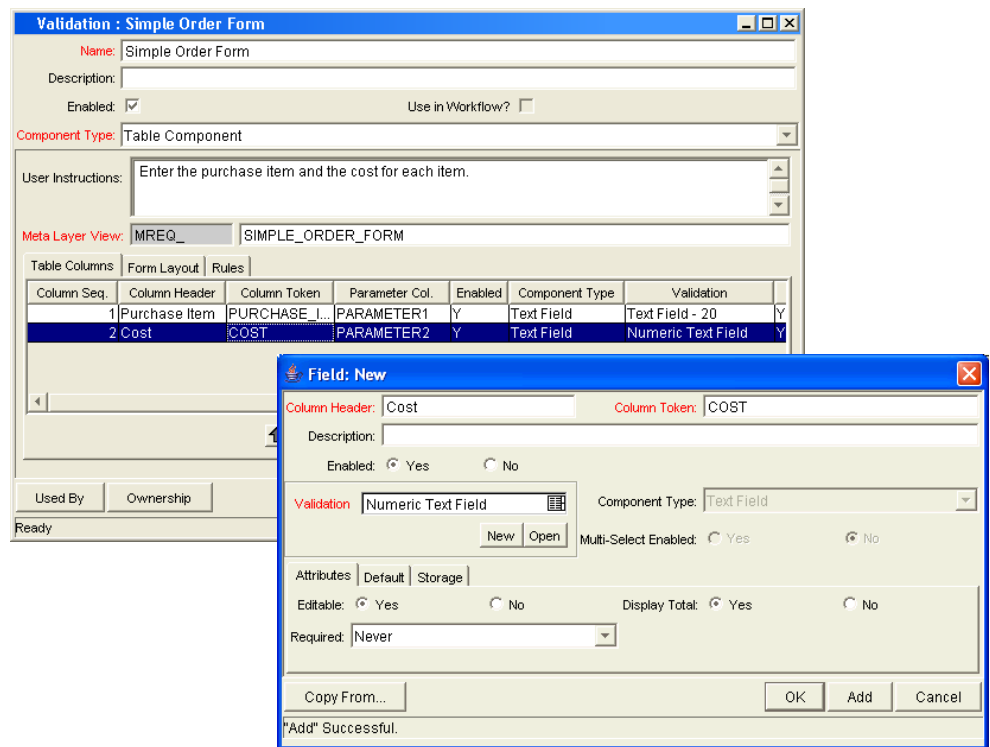 Validation : Simple Order Form
Name: Simple Order Form
Description:
Enabled: Use in Workflow?
Component Type: Table Component
User Instructions: Enter the purchase item and the cost for each item.
Meta Layer View: MREQ_ SIMPLE_ORDER_FORM
Table Columns Form Layout Rules
Column Seq. Column Header Column Token Parameter Col. Enabled Component Type Validation
1 Purchase Item PURCHASE_I... PARAMETER1 Y Text Field Text Field - 20 Y
2 Cost COST PARAMETER2 Y Text Field Numeric Text Field Y
Used By Ownership
Ready
Field: New
Column Header: Cost Column Token: COST
Description:
Enabled: Yes No
Validation Numeric Text Field Component Type: Text Field
New Open Multi-Select Enabled: Yes No
Attributes Default Storage
Editable: Yes No Display Total: Yes No
Required: Never
Copy From... OK Add Cancel
"Add" Successful.